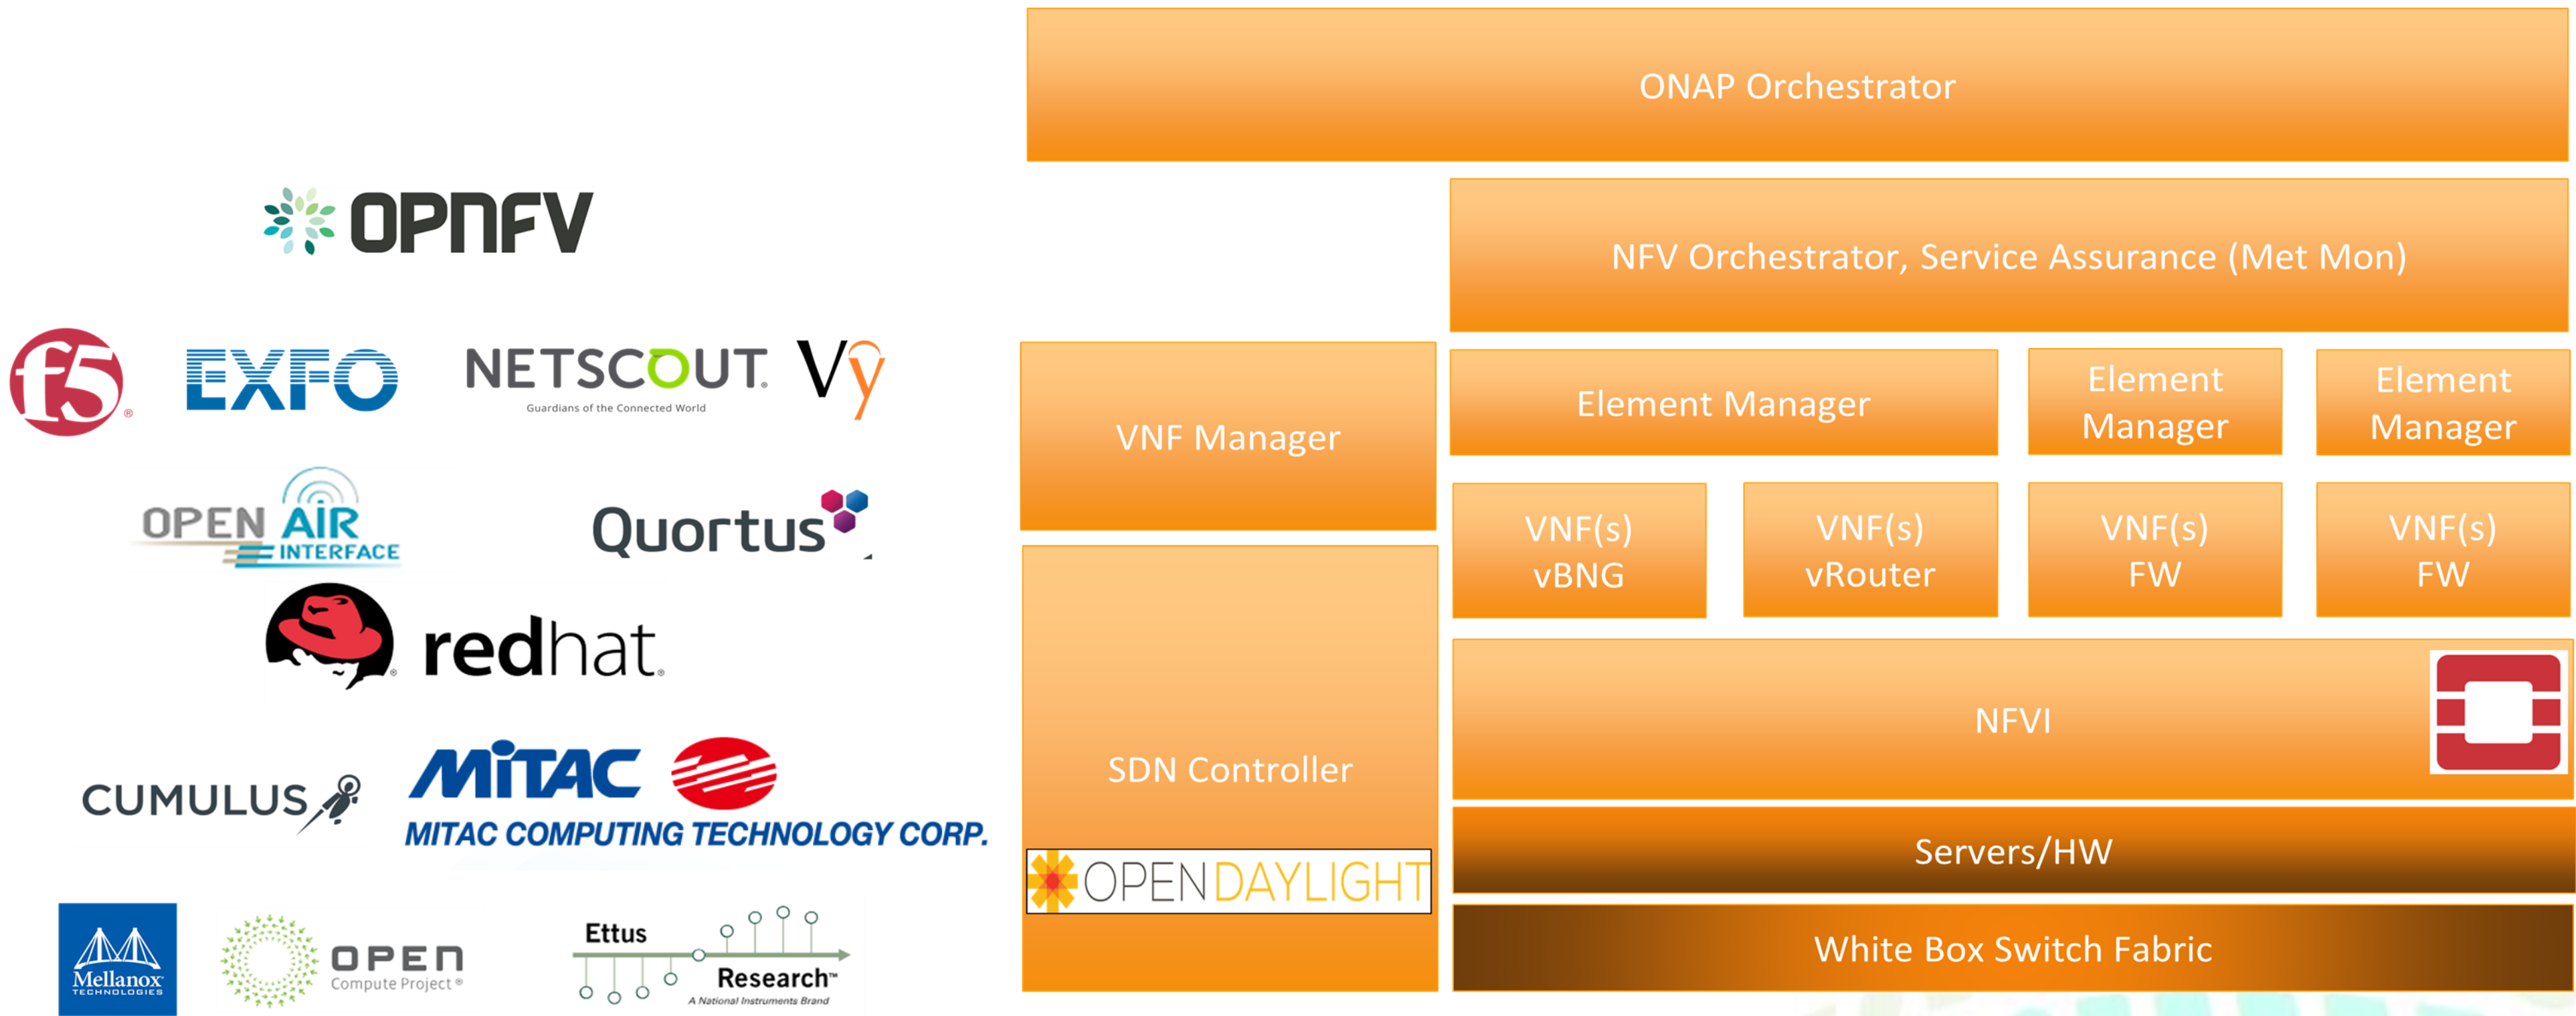 ONAP Orchestrator
OPNFV
NFV Orchestrator, Service Assurance (Met Mon)
f5
®
EXFO
NETSCOUT.
®
Guardians of the Connected World
Vy
VNF Manager
Element Manager
Element
Manager
Element
Manager
OPEN AIR
INTERFACE
Quortus
VNF(s)
vBNG
VNF(s)
vRouter
VNF(s)
FW
VNF(s)
FW
redhat.
®
®
NFVI
SDN Controller
OPENDAYLIGHT
CUMULUS
MiTAC
MITAC COMPUTING TECHNOLOGY CORP.
Servers/HW
White Box Switch Fabric
Mellanox
TECHNOLOGIES
OPEN
Compute Project ®
Ettus
Research™
A National Instruments Brand